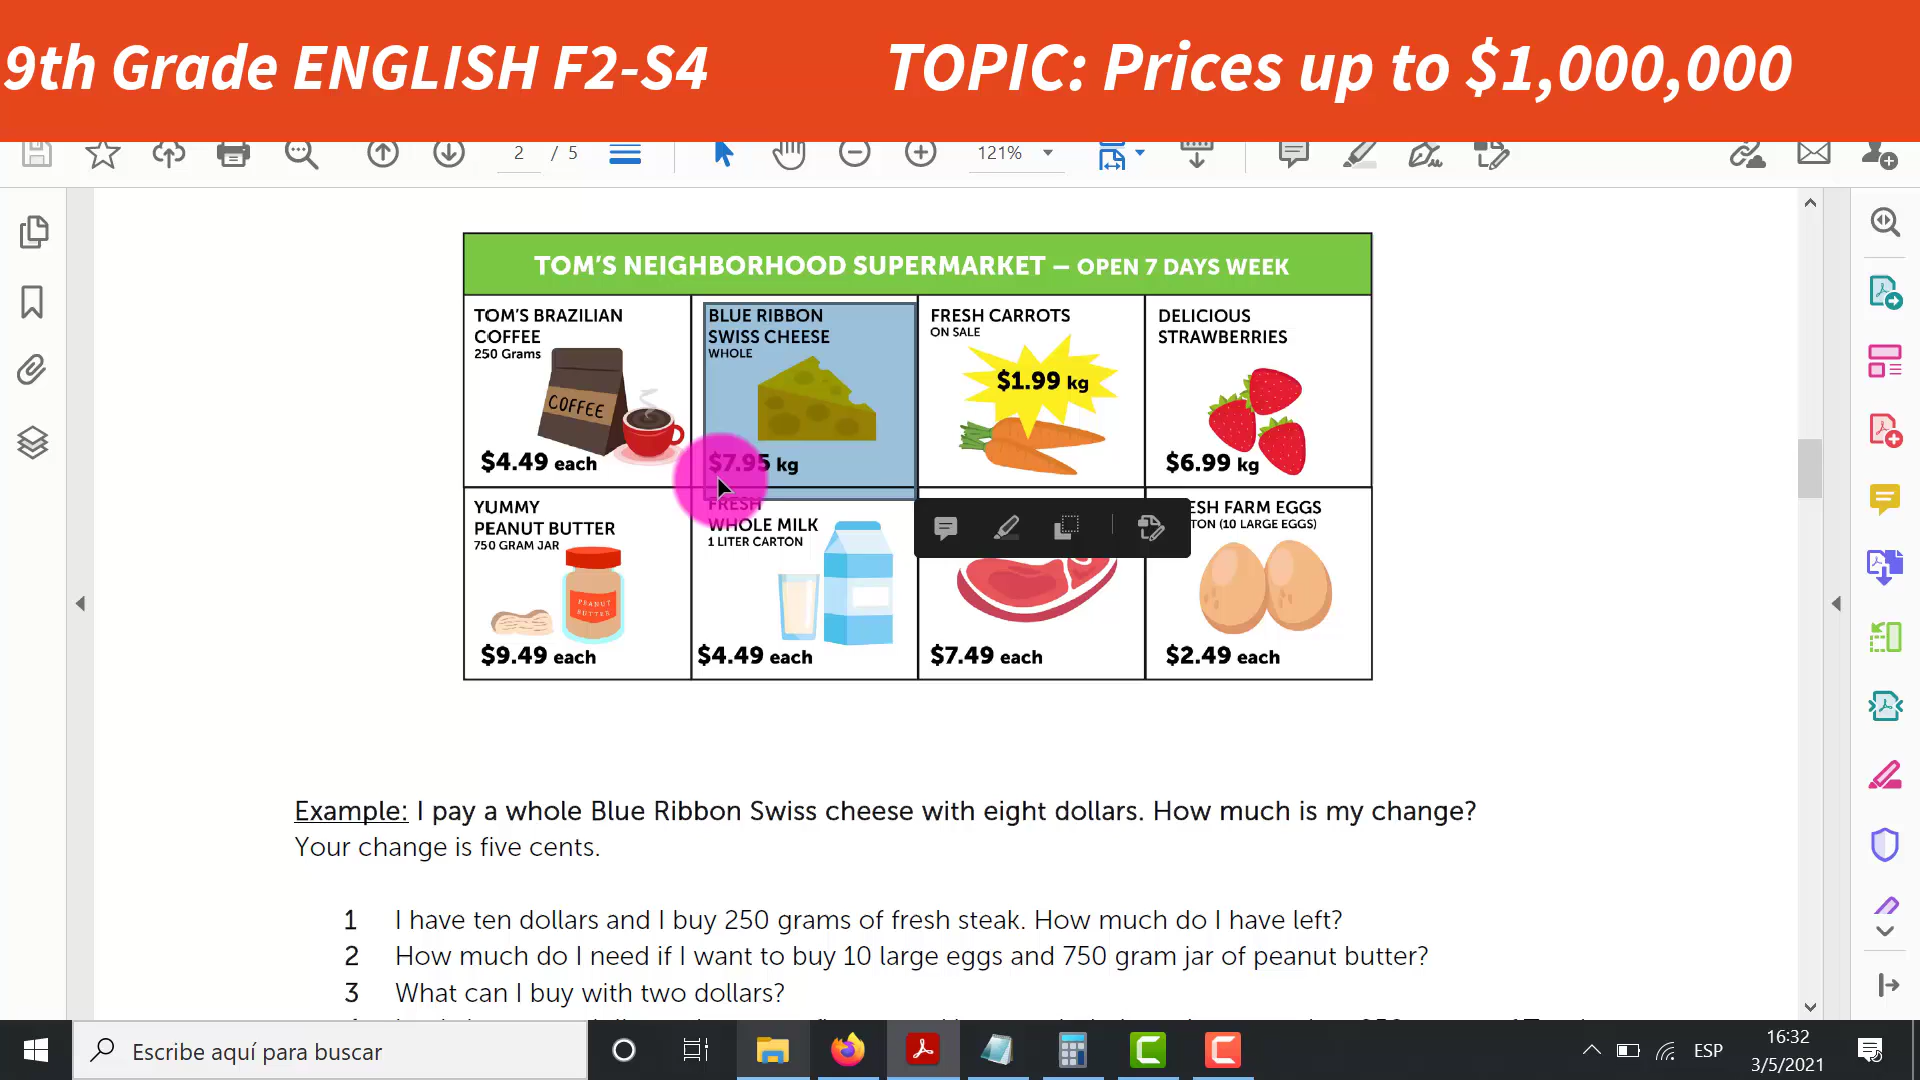 9th Grade ENGLISH F2-S4 TOPIC: Prices up to $1,000,000
2 / 5 121%
TOM'S NEIGHBORHOOD SUPERMARKET – OPEN 7 DAYS WEEK
TOM'S BRAZILIAN
COFFEE
250 Grams
COFFEE
$4.49 each
BLUE RIBBON
SWISS CHEESE
WHOLE
$7.95 kg
FRESH CARROTS
ON SALE
$1.99 kg
DELICIOUS
STRAWBERRIES
$6.99 kg
YUMMY
PEANUT BUTTER
750 GRAM JAR
PEANUT
BUTTER
$9.49 each
FRESH
WHOLE MILK
1 LITER CARTON
$4.49 each
$7.49 each
ESH FARM EGGS
TON (10 LARGE EGGS)
$2.49 each
Example: I pay a whole Blue Ribbon Swiss cheese with eight dollars. How much is my change?
Your change is five cents.
1 I have ten dollars and I buy 250 grams of fresh steak. How much do I have left?
2 How much do I need if I want to buy 10 large eggs and 750 gram jar of peanut butter?
3 What can I buy with two dollars?
Escribe aquí para buscar
ESP
16:32
3/5/2021